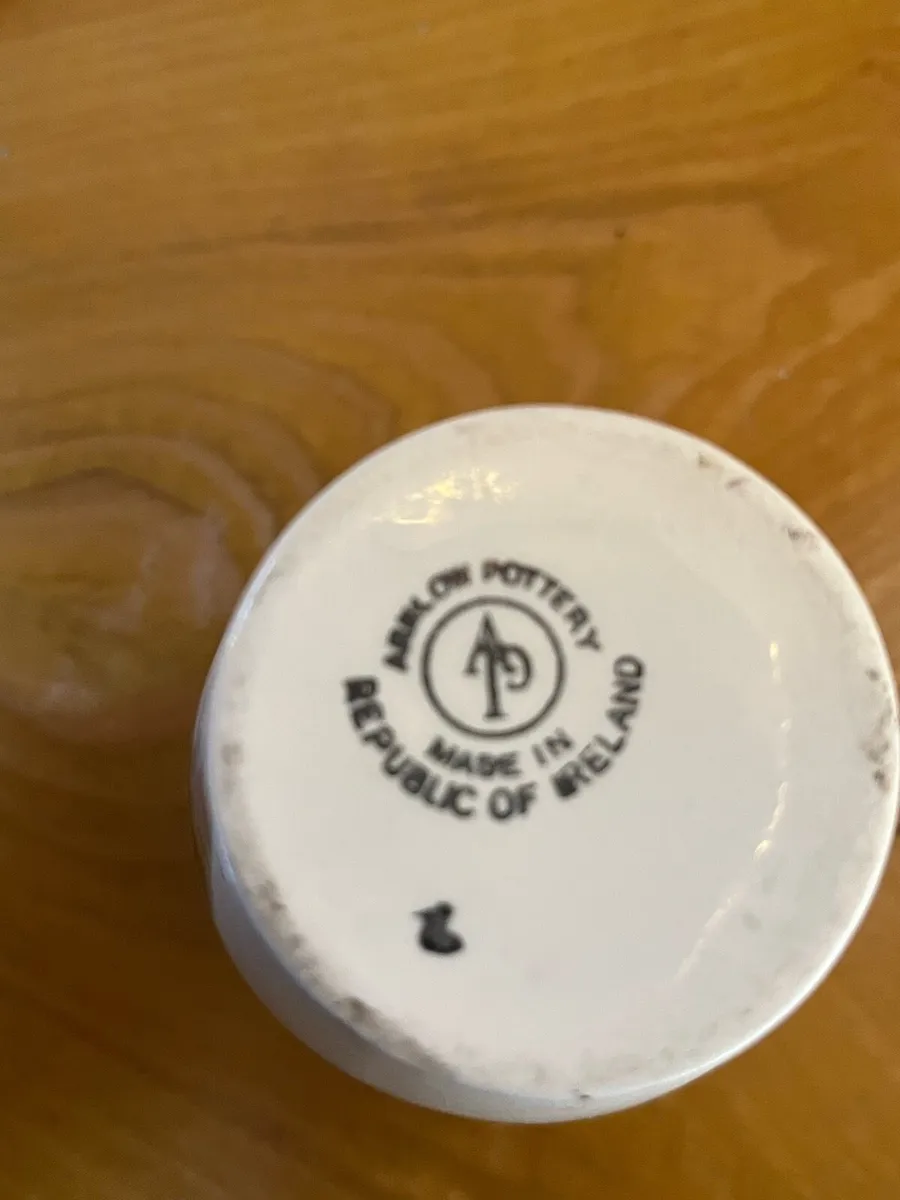 ARKLOW POTTERY
AP
MADE IN
REPUBLIC OF IRELAND